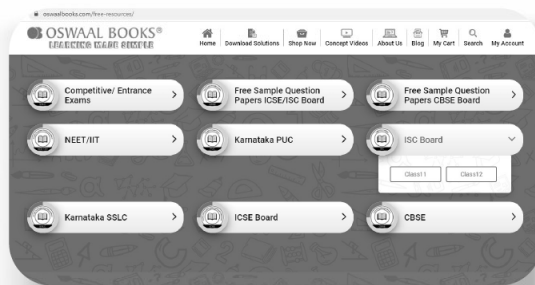 oswaalbooks.com/free-resources/
OSWAAL BOOKS®
LEARNING MADE SIMPLE
Home Download Solutions Shop Now Concept Videos About Us Blog My Cart Search My Account
Competitive/ Entrance
Exams
Free Sample Question
Papers ICSE/ISC Board
Free Sample Question
Papers CBSE Board
NEET/IIT
Karnataka PUC
ISC Board
Class11 Class12
Karnataka SSLC
ICSE Board
CBSE